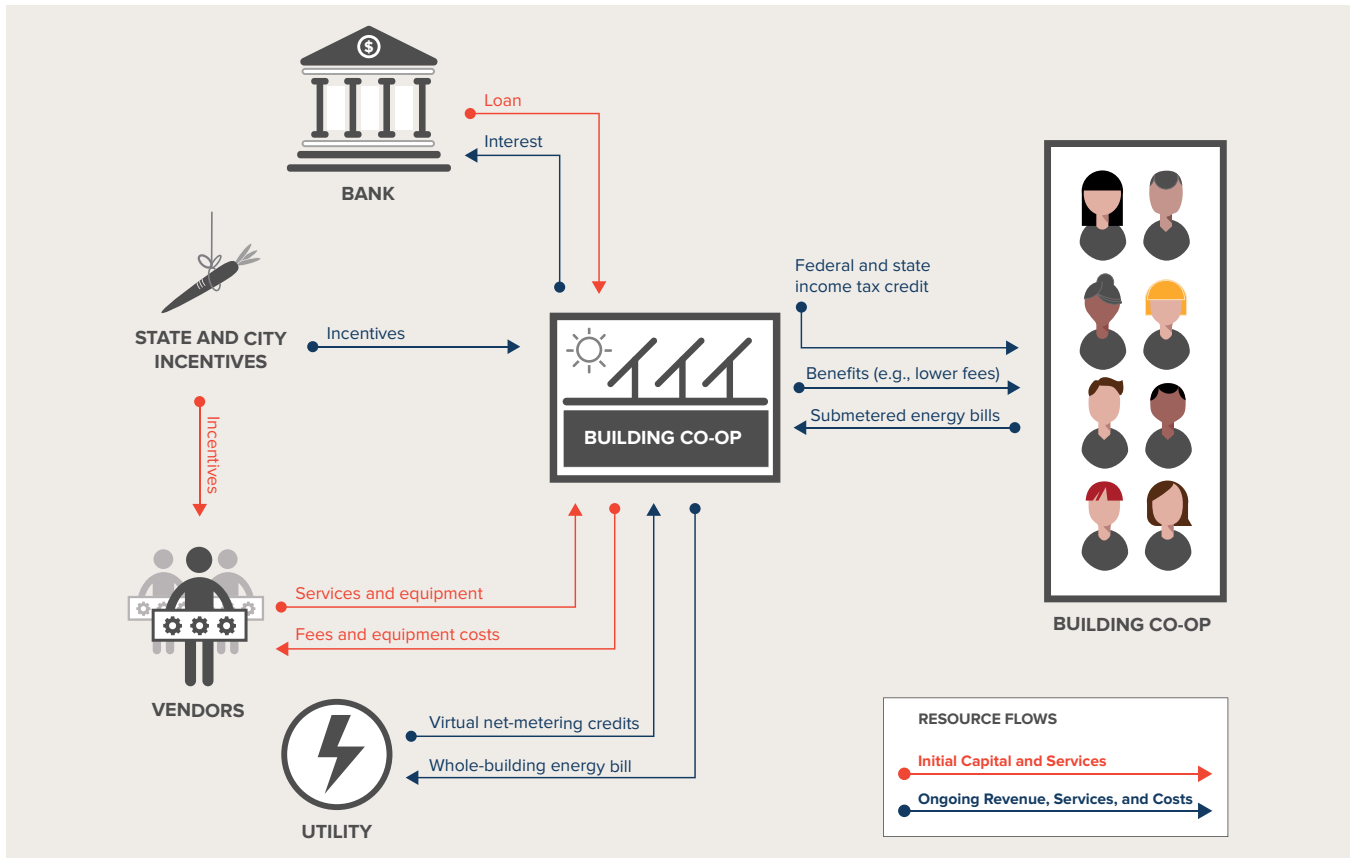 $
Loan
Interest
BANK
Federal and state
income tax credit
STATE AND CITY
INCENTIVES
Incentives
Benefits (e.g., lower fees)
Submetered energy bills
BUILDING CO-OP
Incentives
Services and equipment
Fees and equipment costs
BUILDING CO-OP
VENDORS
Virtual net-metering credits
Whole-building energy bill
UTILITY
RESOURCE FLOWS
Initial Capital and Services
Ongoing Revenue, Services, and Costs